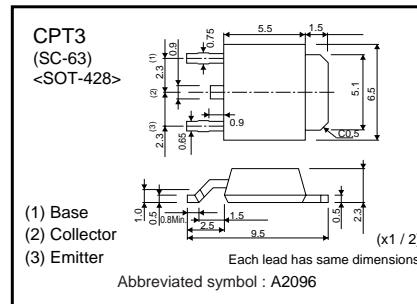 CPT3
(SC-63)
<SOT-428>
5.5
1.5
0.9
0.75
(1)
2.3
(2)
2.3
(3)
0.65
0.9
5.1
6.5
C0.5
(1) Base
(2) Collector
(3) Emitter
1.0
0.5
0.8Min.
1.5
2.5
9.5
0.5
2.3
(x1 / 2)
Each lead has same dimensions
Abbreviated symbol : A2096